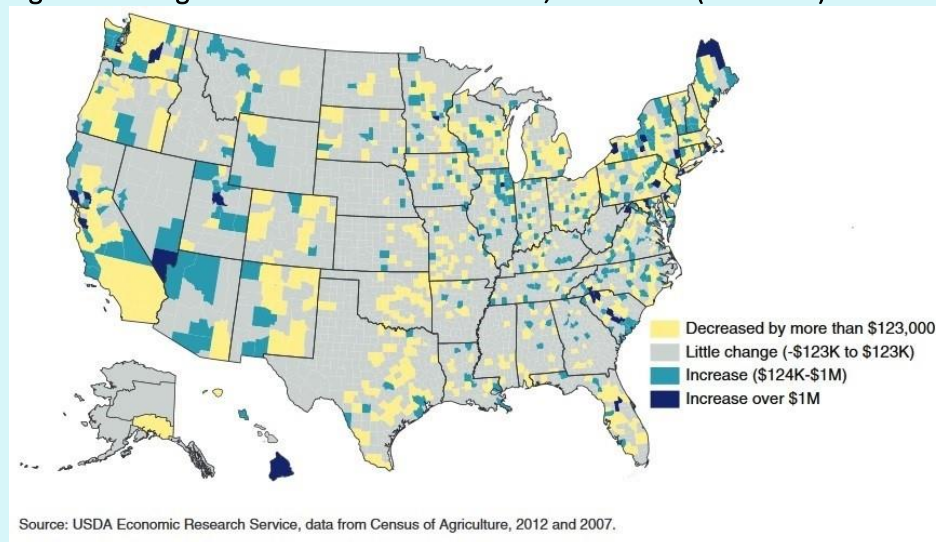 Decreased by more than $123,000
Little change (-$123K to $123K)
Increase ($124K-$1M)
Increase over $1M
Source: USDA Economic Research Service, data from Census of Agriculture, 2012 and 2007.